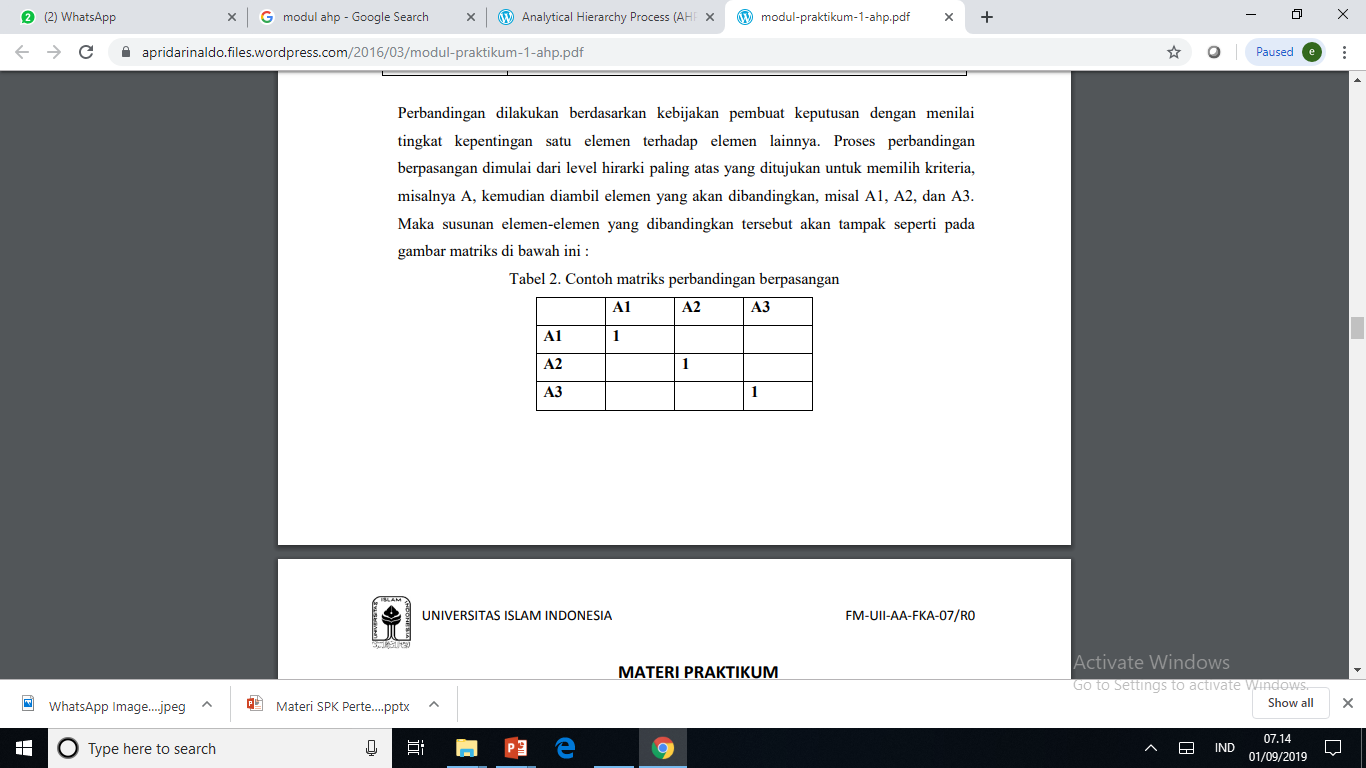 (2) WhatsApp
modul ahp - Google Search
Analytical Hierarchy Process (AHP
modul-praktikum-1-ahp.pdf
apridarinaldo.files.wordpress.com/2016/03/modul-praktikum-1-ahp.pdf
Paused e
Perbandingan dilakukan berdasarkan kebijakan pembuat keputusan dengan menilai
tingkat kepentingan satu elemen terhadap elemen lainnya. Proses perbandingan
berpasangan dimulai dari level hirarki paling atas yang ditujukan untuk memilih kriteria,
misalnya A, kemudian diambil elemen yang akan dibandingkan, misal A1, A2, dan A3.
Maka susunan elemen-elemen yang dibandingkan tersebut akan tampak seperti pada
gambar matriks di bawah ini :
Tabel 2. Contoh matriks perbandingan berpasangan
A1 A2 A3
A1 1
A2 1
A3 1
UNIVERSITAS ISLAM INDONESIA FM-UII-AA-FKA-07/R0
MATERI PRAKTIKUM
Activate Windows
Go to Settings to activate Windows.
WhatsApp Image....jpeg
Materi SPK Perte....pptx
Show all
Type here to search
IND
07.14
01/09/2019